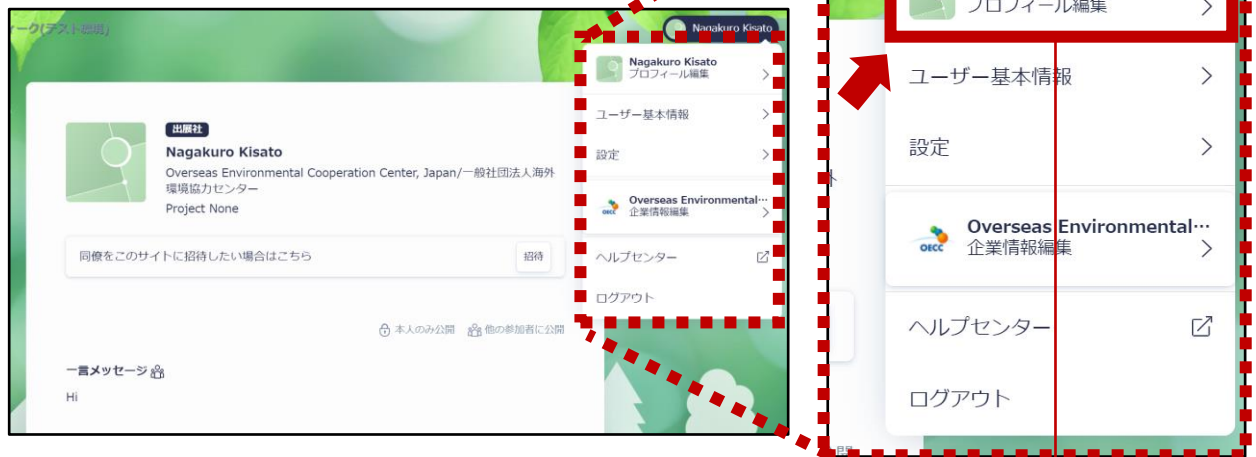 ーク(テスト環境)
Nagakuro Kisato
出展社
Nagakuro Kisato
Overseas Environmental Cooperation Center, Japan/一般社団法人海外
環境協力センター
Project None
同僚をこのサイトに招待したい場合はこちら
招待
本人のみ公開 他の参加者に公開
一言メッセージ
Hi
Nagakuro Kisato
プロフィール編集
ユーザー基本情報
設定
OECC
Overseas Environmental…
企業情報編集
ヘルプセンター
ログアウト
プロフィール編集
ユーザー基本情報
設定
OECC
Overseas Environmental…
企業情報編集
ヘルプセンター
ログアウト